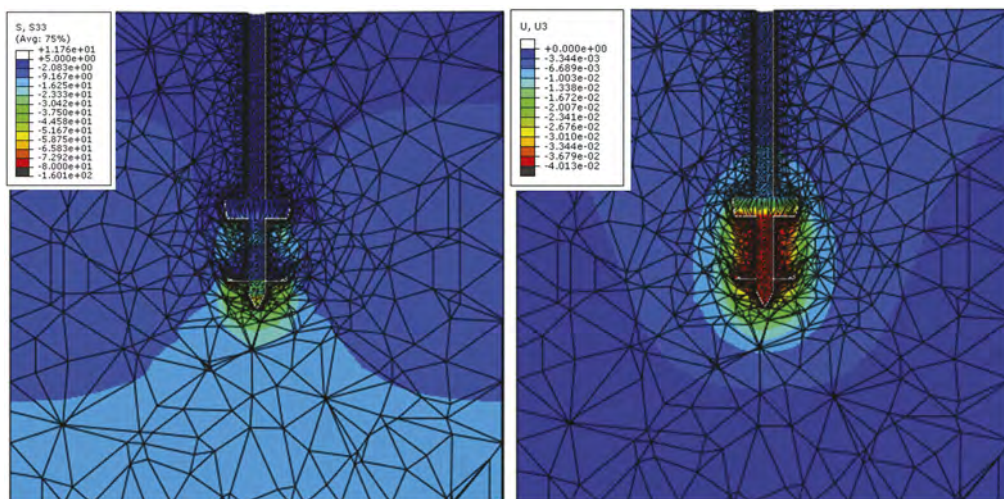 S, S33
(Avg: 75%)
+1.176e+01
+5.000e+00
-2.083e+00
-9.167e+00
-1.625e+01
-2.333e+01
-3.042e+01
-3.750e+01
-4.458e+01
-5.167e+01
-5.875e+01
-6.583e+01
-7.292e+01
-8.000e+01
-1.601e+02
U, U3
+0.000e+00
-3.344e-03
-6.689e-03
-1.003e-02
-1.338e-02
-1.672e-02
-2.007e-02
-2.341e-02
-2.676e-02
-3.010e-02
-3.344e-02
-3.679e-02
-4.013e-02